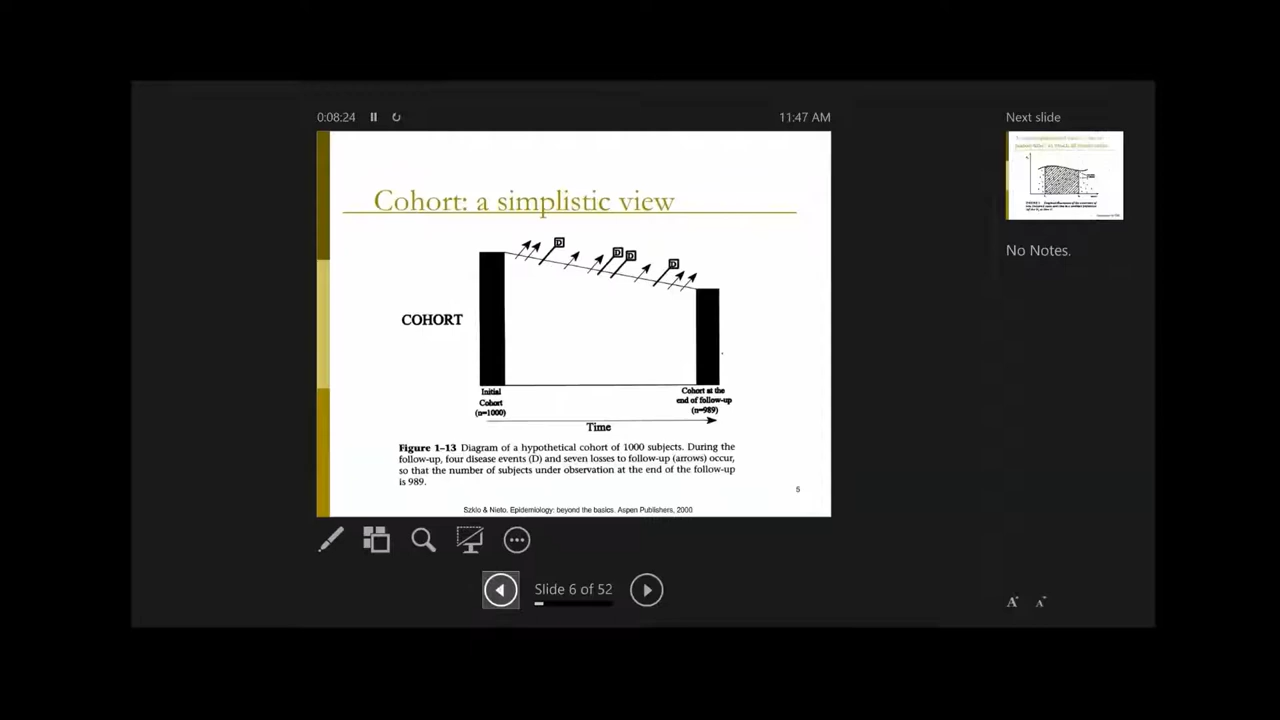 0:08:24
11:47 AM
Next slide
Cohort: a simplistic view
D
D
D
D
COHORT
Initial
Cohort
(n=1000)
Cohort at the
end of follow-up
(n=989)
Time
Figure 1-13 Diagram of a hypothetical cohort of 1000 subjects. During the
follow-up, four disease events (D) and seven losses to follow-up (arrows) occur,
so that the number of subjects under observation at the end of the follow-up
is 989.
5
Szklo & Nieto. Epidemiology: beyond the basics. Aspen Publishers, 2000
No Notes.
Slide 6 of 52
A A